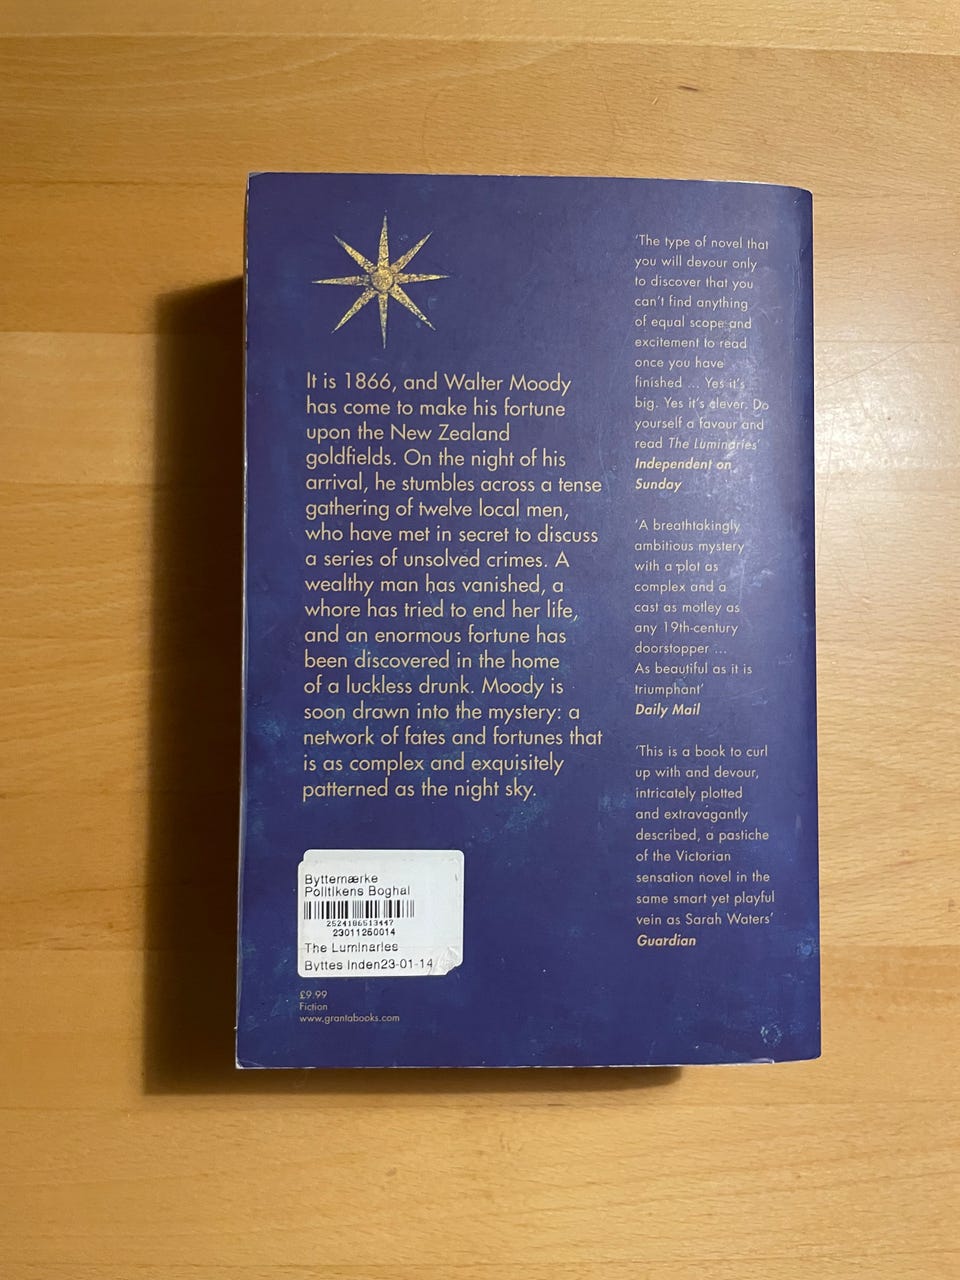 It is 1866, and Walter Moody
has come to make his fortune
upon the New Zealand
goldfields. On the night of his
arrival, he stumbles across a tense
gathering of twelve local men,
who have met in secret to discuss
a series of unsolved crimes. A
wealthy man has vanished, a
whore has tried to end her life,
and an enormous fortune has
been discovered in the home
of a luckless drunk. Moody is
soon drawn into the mystery: a
network of fates and fortunes that
is as complex and exquisitely
patterned as the night sky.
Byttemærke
Politikens Boghal
2524186513447
23011260014
The Luminaries
Byttes Inden23-01-14
£9.99
Fiction
www.grantabooks.com
‘The type of novel that
you will devour only
to discover that you
can’t find anything
of equal scope and
excitement to read
once you have
finished ... Yes it’s
big. Yes it’s clever. Do
yourself a favour and
read The Luminaries’
Independent on
Sunday
‘A breathtakingly
ambitious mystery
with a plot as
complex and a
cast as motley as
any 19th-century
doorstopper ...
As beautiful as it is
triumphant’
Daily Mail
‘This is a book to curl
up with and devour,
intricately plotted
and extravagantly
described, a pastiche
of the Victorian
sensation novel in the
same smart yet playful
vein as Sarah Waters’
Guardian